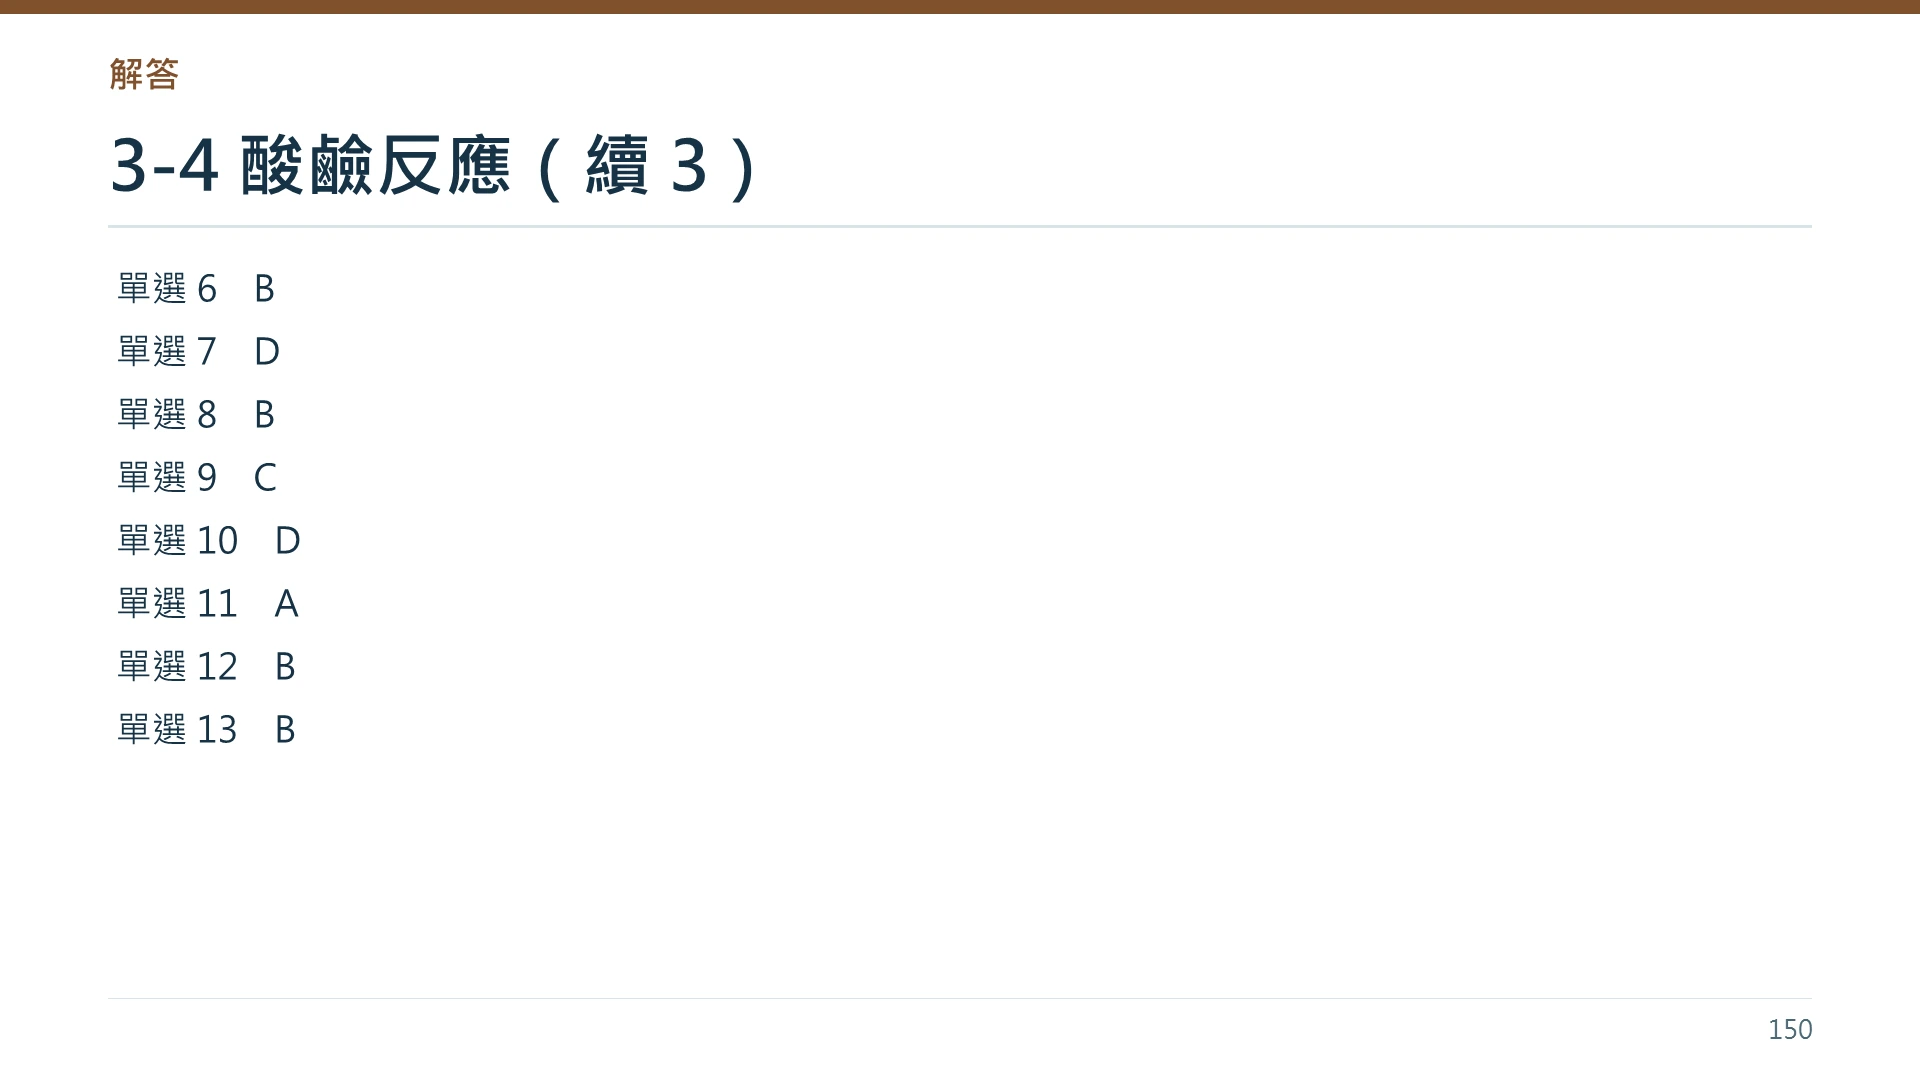 解答
3-4 酸鹼反應（續 3）
單選 6　B
單選 7　D
單選 8　B
單選 9　C
單選 10　D
單選 11　A
單選 12　B
單選 13　B
150